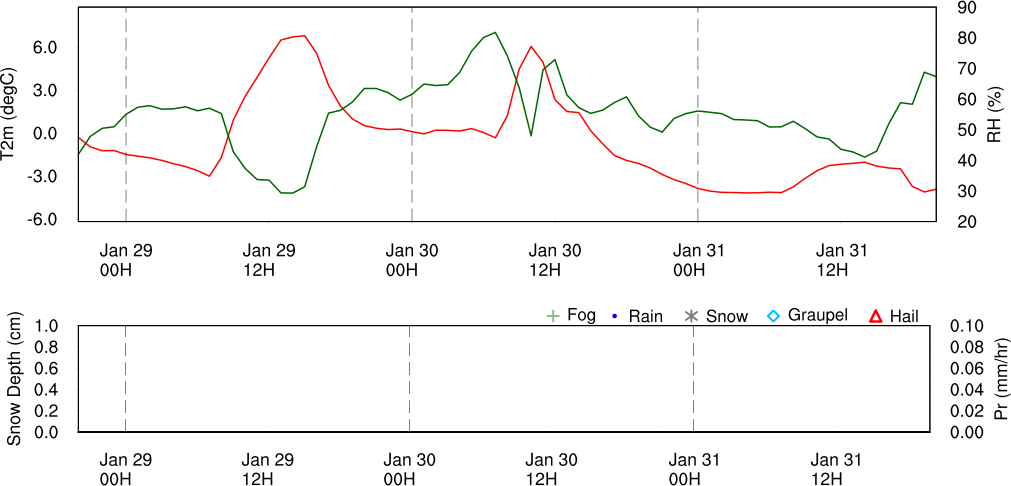 90
80
70
60
50
40
30
20
6.0
3.0
0.0
-3.0
-6.0
T2m (degC)
RH (%)
Jan 29 Jan 29 Jan 30 Jan 30 Jan 31 Jan 31
00H 12H 00H 12H 00H 12H
Fog Rain Snow Graupel Hail
1.0
0.8
0.6
0.4
0.2
0.0
Snow Depth (cm)
0.10
0.08
0.06
0.04
0.02
0.00
Pr (mm/hr)
Jan 29 Jan 29 Jan 30 Jan 30 Jan 31 Jan 31
00H 12H 00H 12H 00H 12H